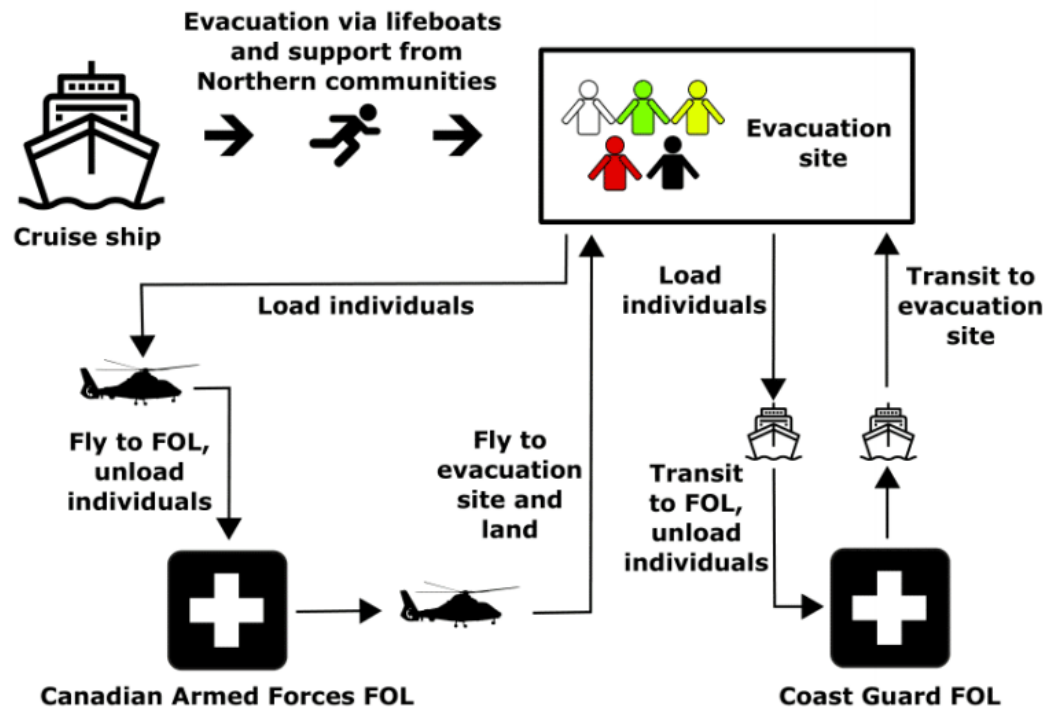 Evacuation via lifeboats
and support from
Northern communities
Evacuation
site
Cruise ship
Load individuals
Load
individuals
Transit to
evacuation
site
Fly to FOL,
unload
individuals
Fly to
evacuation
site and
land
Transit
to FOL,
unload
individuals
Canadian Armed Forces FOL
Coast Guard FOL